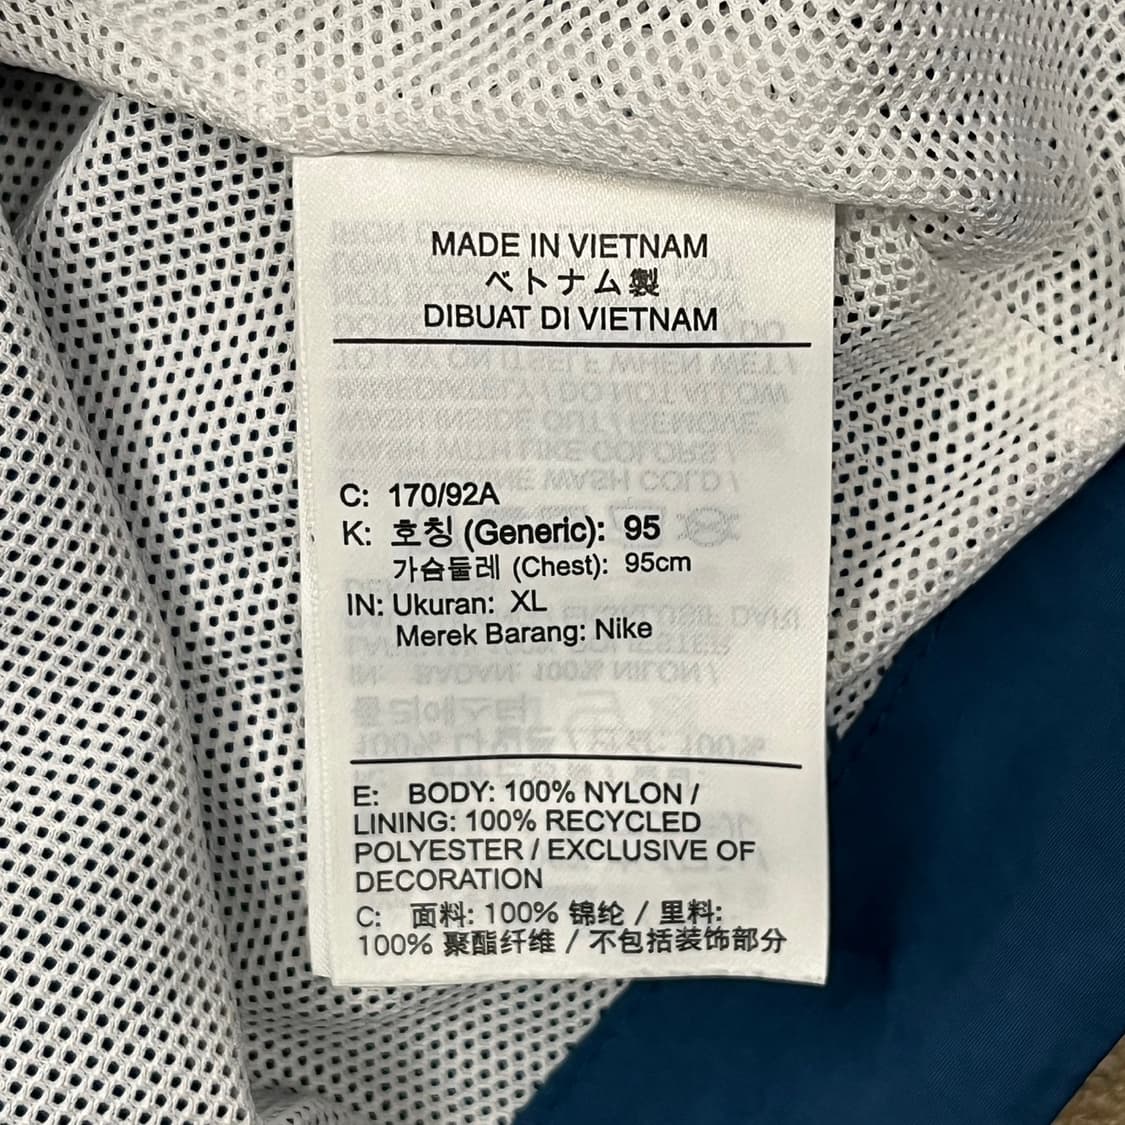 MADE IN VIETNAM
ベトナム製
DIBUAT DI VIETNAM
C: 170/92A
K: 호칭 (Generic): 95
가슴둘레 (Chest): 95cm
IN: Ukuran: XL
Merek Barang: Nike
E: BODY: 100% NYLON /
LINING: 100% RECYCLED
POLYESTER / EXCLUSIVE OF
DECORATION
C: 面料: 100% 锦纶 / 里料:
100% 聚酯纤维 / 不包括装饰部分